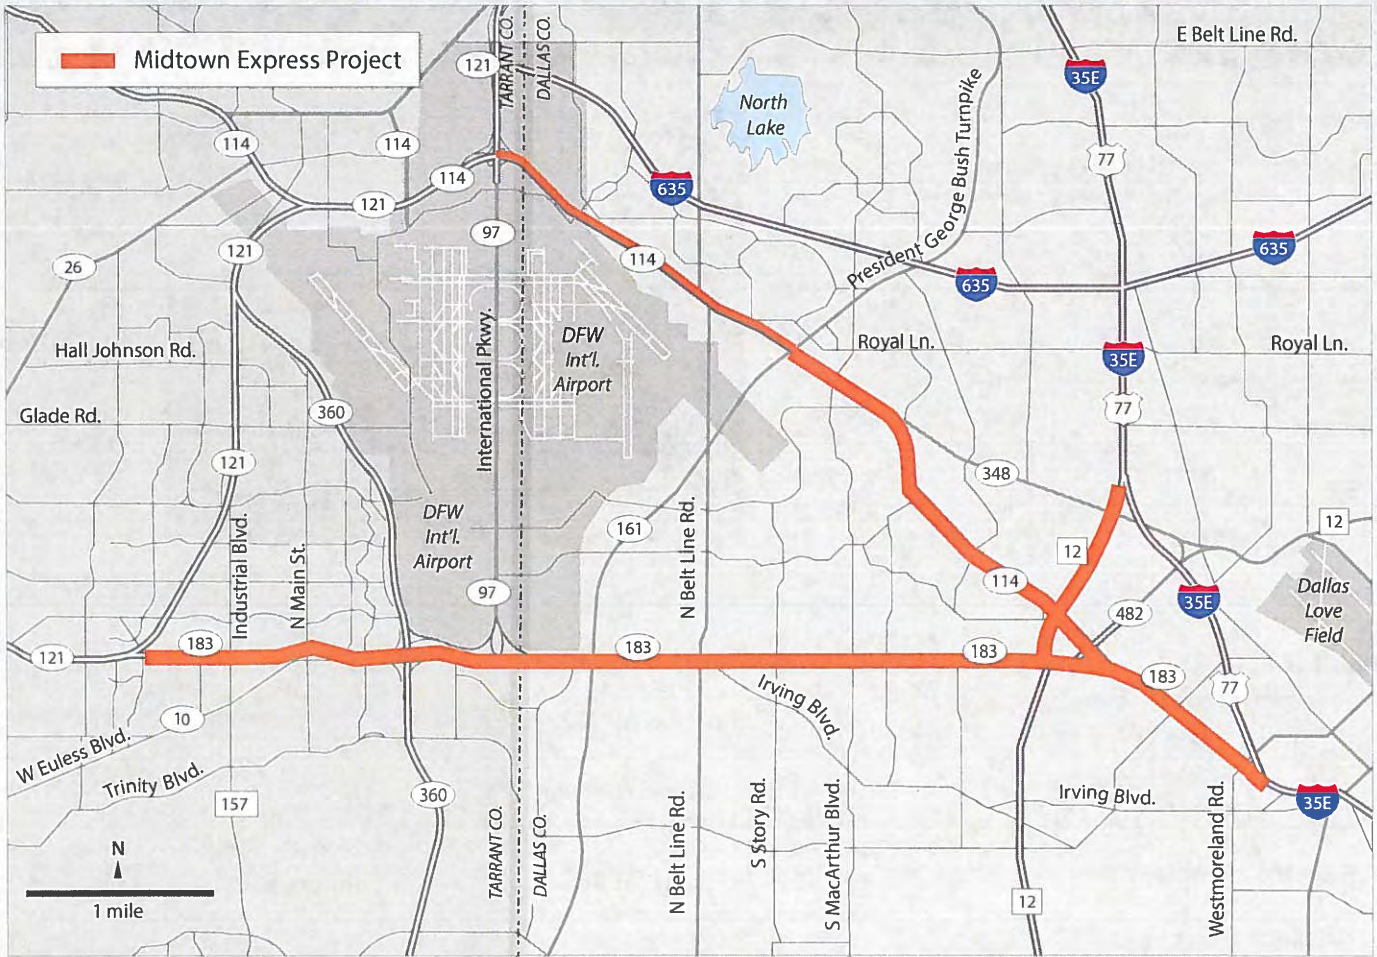 Midtown Express Project
121
TARRANT CO.
DALLAS CO.
E Belt Line Rd.
35E
North
Lake
President George Bush Turnpike
77
114
114
114
121
635
97
121
114
635
635
26
Hall Johnson Rd.
International Pkwy.
DFW
Int'l.
Airport
Royal Ln.
35E
Royal Ln.
Glade Rd.
360
77
121
348
DFW
Int'l.
Airport
161
N Belt Line Rd.
12
12
Industrial Blvd.
N Main St.
97
114
482
35E
Dallas
Love
Field
121
183
183
183
183
77
10
Irving Blvd.
W Euless Blvd.
Trinity Blvd.
157
360
TARRANT CO.
DALLAS CO.
N Belt Line Rd.
S Story Rd.
S MacArthur Blvd.
Irving Blvd.
Westmoreland Rd.
35E
N
1 mile
12